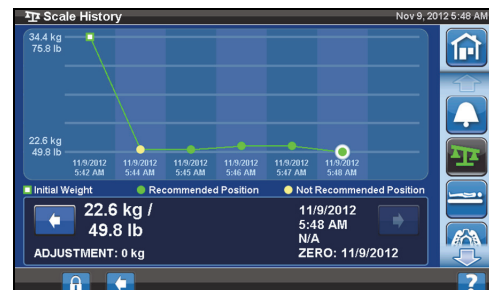 Scale History
Nov 9, 2012 5:48 AM
34.4 kg
75.8 lb
22.6 kg
49.8 lb
11/9/2012 11/9/2012 11/9/2012 11/9/2012 11/9/2012 11/9/2012
5:42 AM 5:44 AM 5:45 AM 5:46 AM 5:47 AM 5:48 AM
Initial Weight Recommended Position Not Recommended Position
22.6 kg /
49.8 lb
ADJUSTMENT: 0 kg
11/9/2012
5:48 AM
N/A
ZERO: 11/9/2012
?